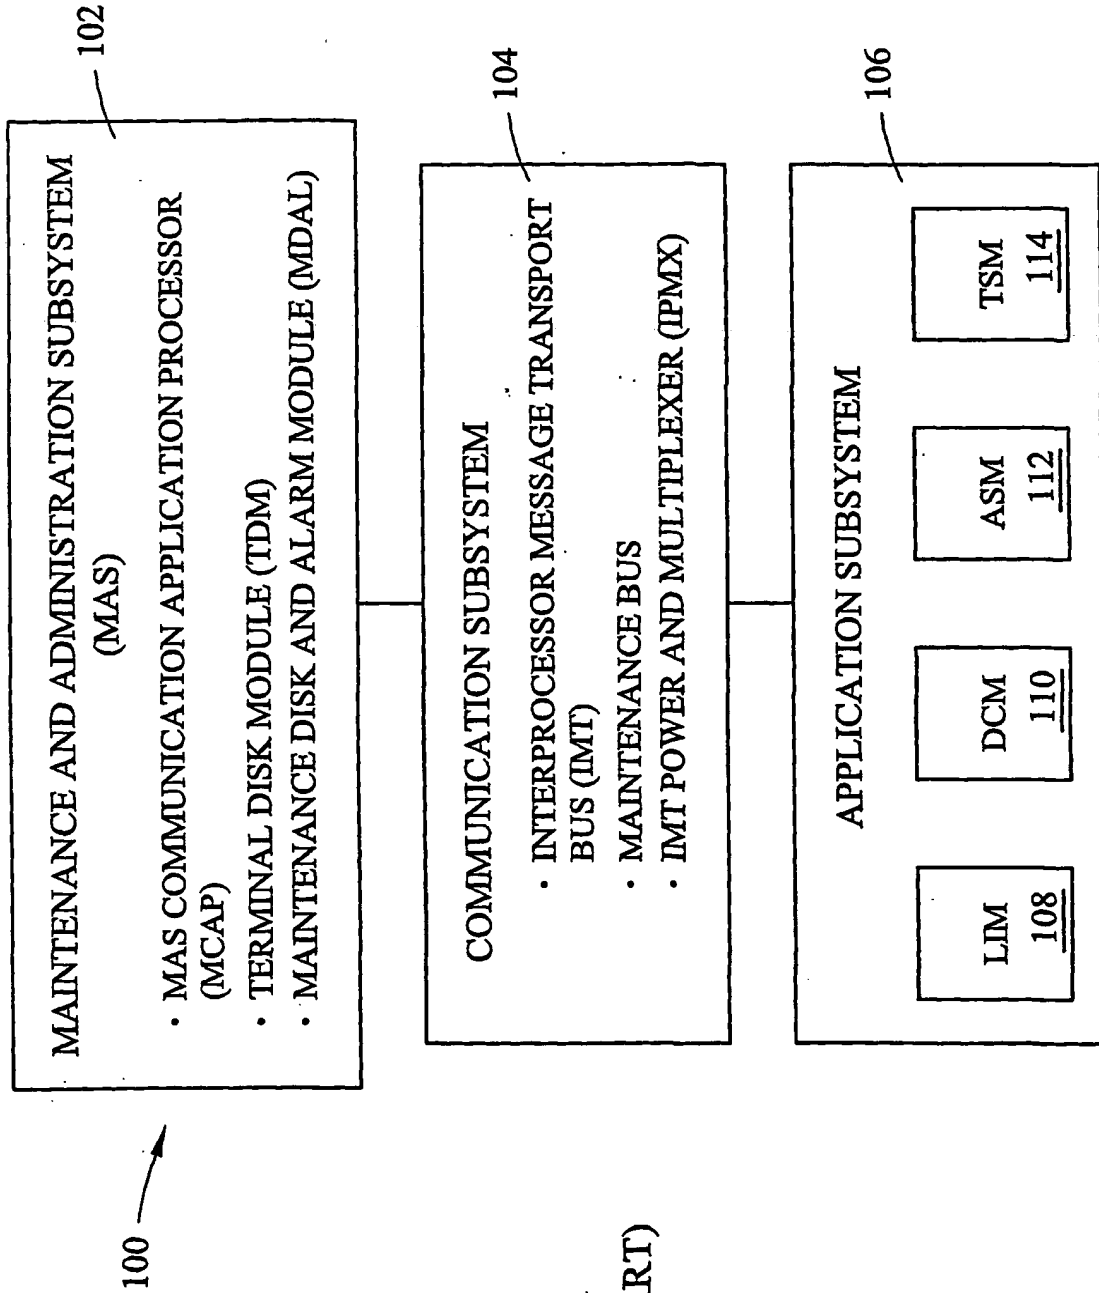 100
102
MAINTENANCE AND ADMINISTRATION SUBSYSTEM
(MAS)
· MAS COMMUNICATION APPLICATION PROCESSOR
(MCAP)
· TERMINAL DISK MODULE (TDM)
· MAINTENANCE DISK AND ALARM MODULE (MDAL)
104
COMMUNICATION SUBSYSTEM
· INTERPROCESSOR MESSAGE TRANSPORT
BUS (IMT)
· MAINTENANCE BUS
· IMT POWER AND MULTIPLEXER (IPMX)
106
APPLICATION SUBSYSTEM
LIM
108
DCM
110
ASM
112
TSM
114
RT)